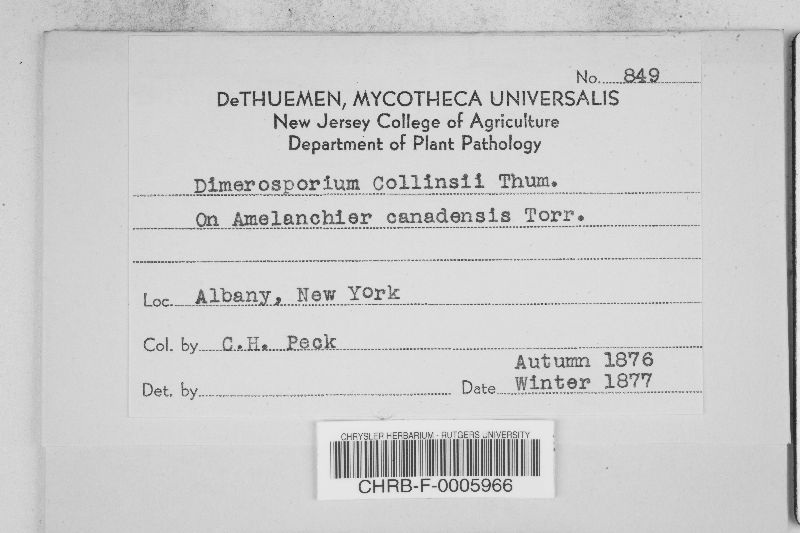 No. 849
DeTHUEMEN, MYCOTHECA UNIVERSALIS
New Jersey College of Agriculture
Department of Plant Pathology
Dimerosporium Collinsii Thum.
On Amelanchier canadensis Torr.
Loc. Albany, New York
Col. by C.H. Peck
Autumn 1876
Det. by Date Winter 1877
CHRYSLER HERBARIUM - RUTGERS UNIVERSITY
CHRB-F-0005966